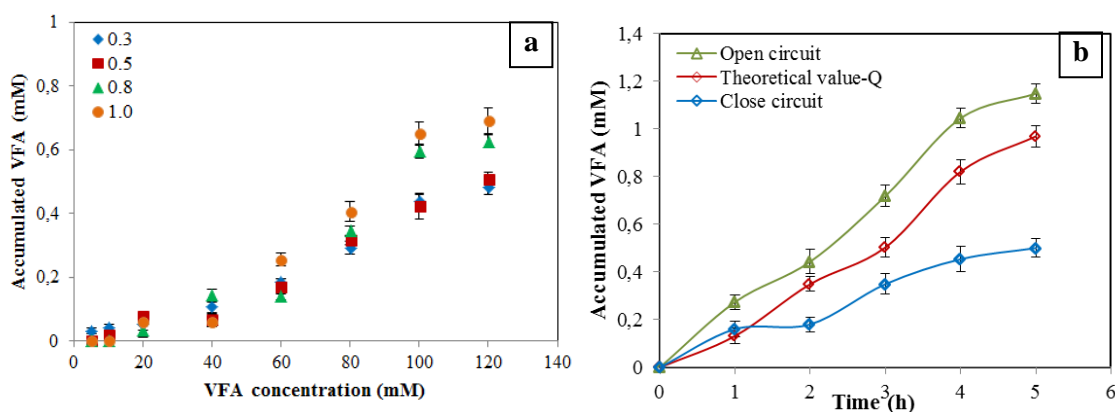 a
0.3
0.5
0.8
1.0
1
0,8
0,6
0,4
0,2
0
0 20 40 60 80 100 120 140
Accumulated VFA (mM)
VFA concentration (mM)
b
Open circuit
Theoretical value-Q
Close circuit
1,4
1,2
1
0,8
0,6
0,4
0,2
0
0 1 2 3 4 5 6
Accumulated VFA (mM)
Time (h)